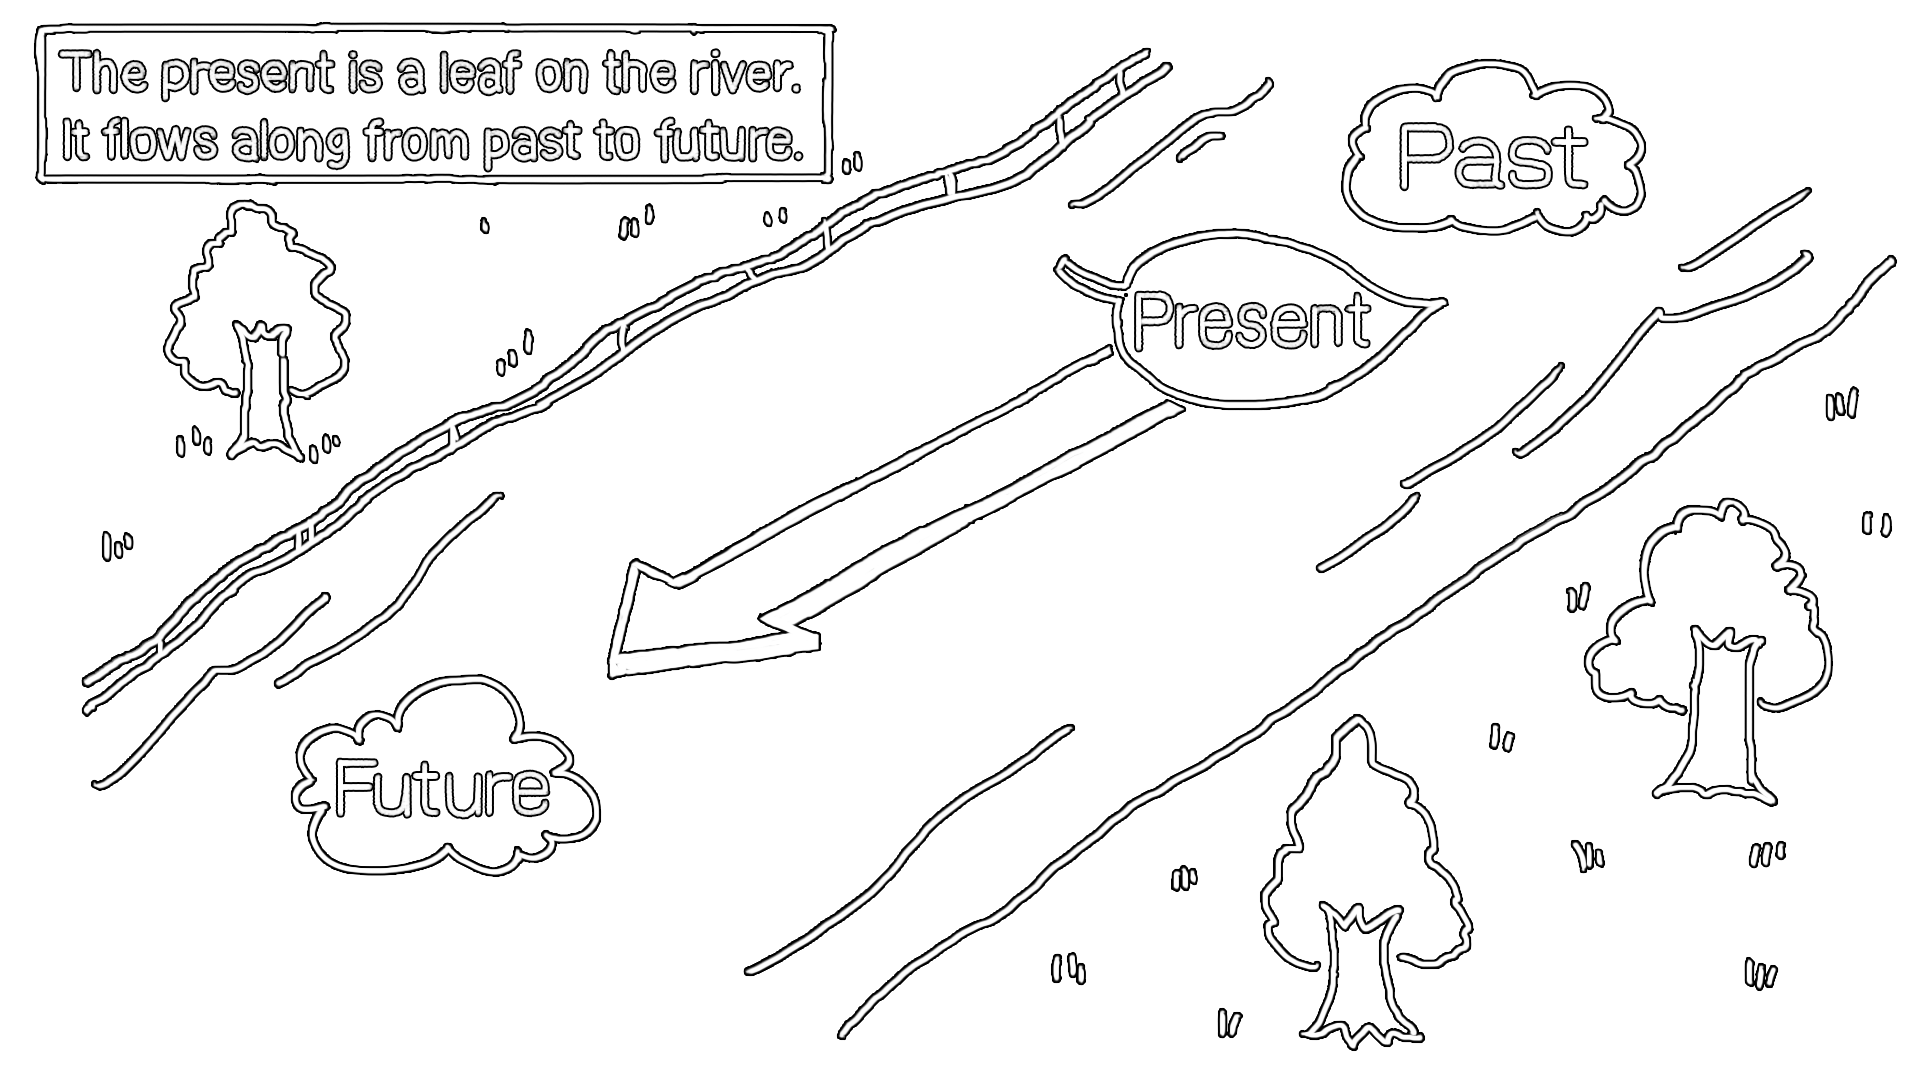 The present is a leaf on the river.
It flows along from past to future.
Past
Present
Future